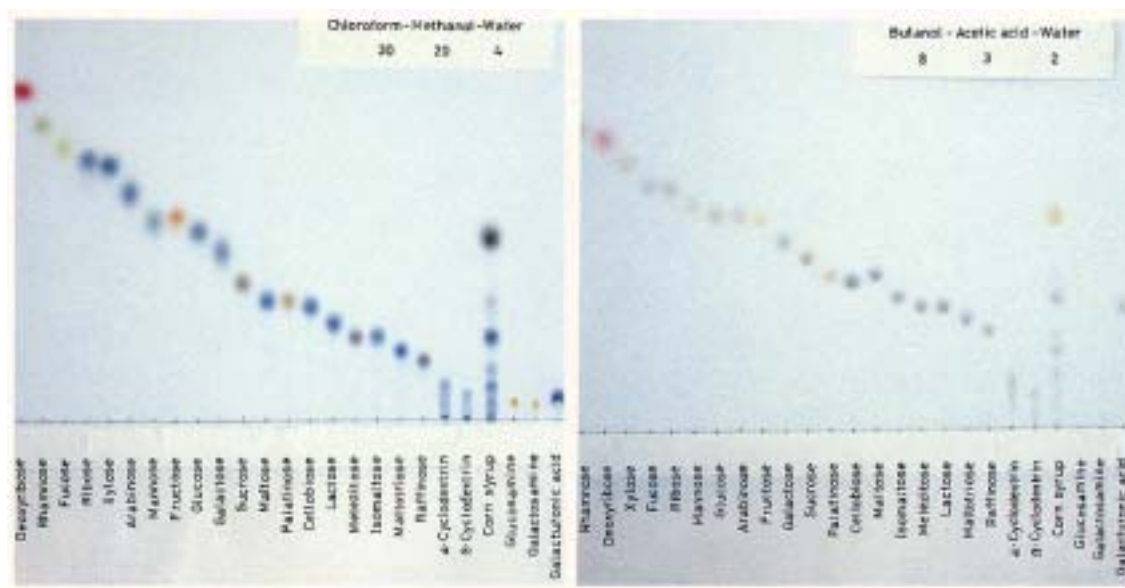 Chloroform-Methanol-Water
30 20 4
Deoxyribose
Rhamnose
Fucose
Ribose
Xylose
Arabinose
Mannose
Fructose
Glucose
Galactose
Sucrose
Maltose
Palatinose
Cellobiose
Lactose
Melezitose
Isomaltose
Maltotriose
Raffinose
α-Cyclodextrin
β-Cyclodextrin
Corn syrup
Glucosamine
Galactosamine
Galacturonic acid
Butanol - Acetic acid - Water
8 3 2
Rhamnose
Deoxyribose
Xylose
Fucose
Ribose
Mannose
Glucose
Arabinose
Fructose
Galactose
Sucrose
Palatinose
Cellobiose
Maltose
Isomaltose
Melezitose
Lactose
Maltotriose
Raffinose
α-Cyclodextrin
β-Cyclodextrin
Corn syrup
Glucosamine
Galactosamine
Galacturonic acid